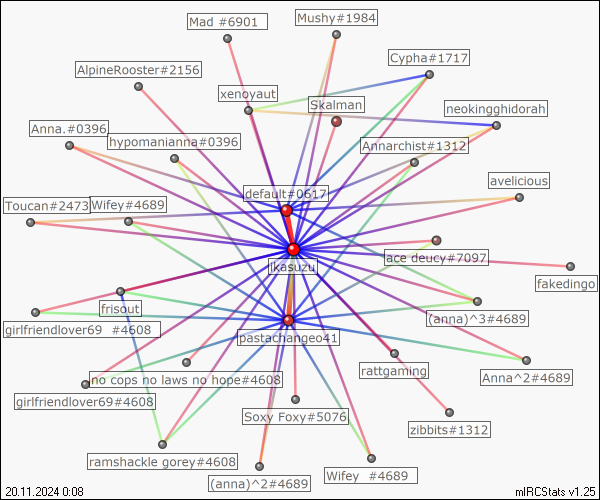 Mad #6901
Mushy#1984
Cypha#1717
AlpineRooster#2156
xenoyaut
Skalman
neokingghidorah
Anna.#0396
hypomanianna#0396
Annarchist#1312
avelicious
default#0617
Toucan#2473
Wifey#4689
lace deucy#7097
jkasuzu
fakedingo
frisout
(anna)^3#4689
girlfriendlover69 #4608
pastachangeo41
rattgaming
Anna^2#4689
no cops no laws no hope#4608
girlfriendlover69#4608
Soxy Foxy#5076
zibbits#1312
ramshackle gorey#4608
(anna)^2#4689
Wifey #4689
20.11.2024 0:08
mIRCStats v1.25